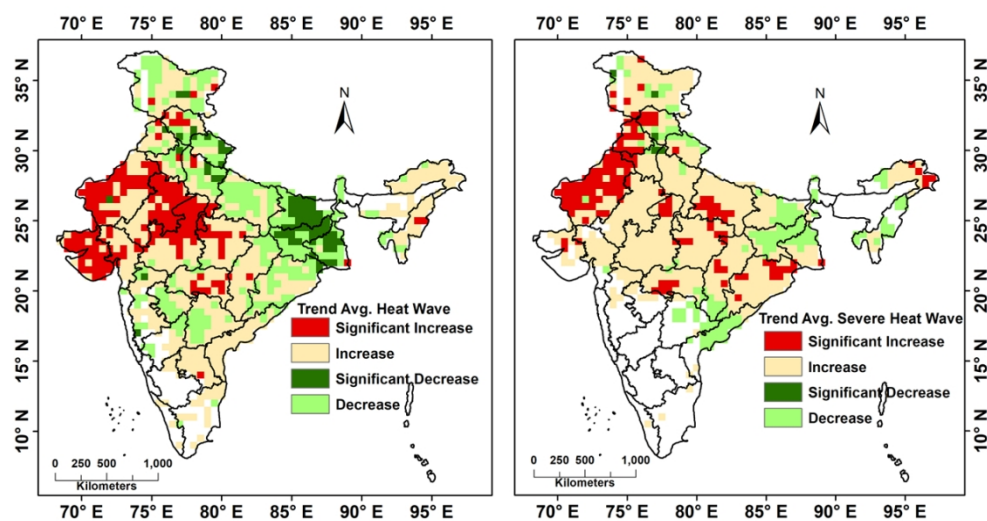 70° E 75° E 80° E 85° E 90° E 95° E
35° N
30° N
25° N
20° N
15° N
10° N
N
Trend Avg. Heat Wave
Significant Increase
Increase
Significant Decrease
Decrease
0 250 500 1,000
Kilometers
70° E 75° E 80° E 85° E 90° E 95° E
70° E 75° E 80° E 85° E 90° E 95° E
N
Trend Avg. Severe Heat Wave
Significant Increase
Increase
Significant Decrease
Decrease
0 250 500 1,000
Kilometers
35° N
30° N
25° N
20° N
15° N
10° N
70° E 75° E 80° E 85° E 90° E 95° E